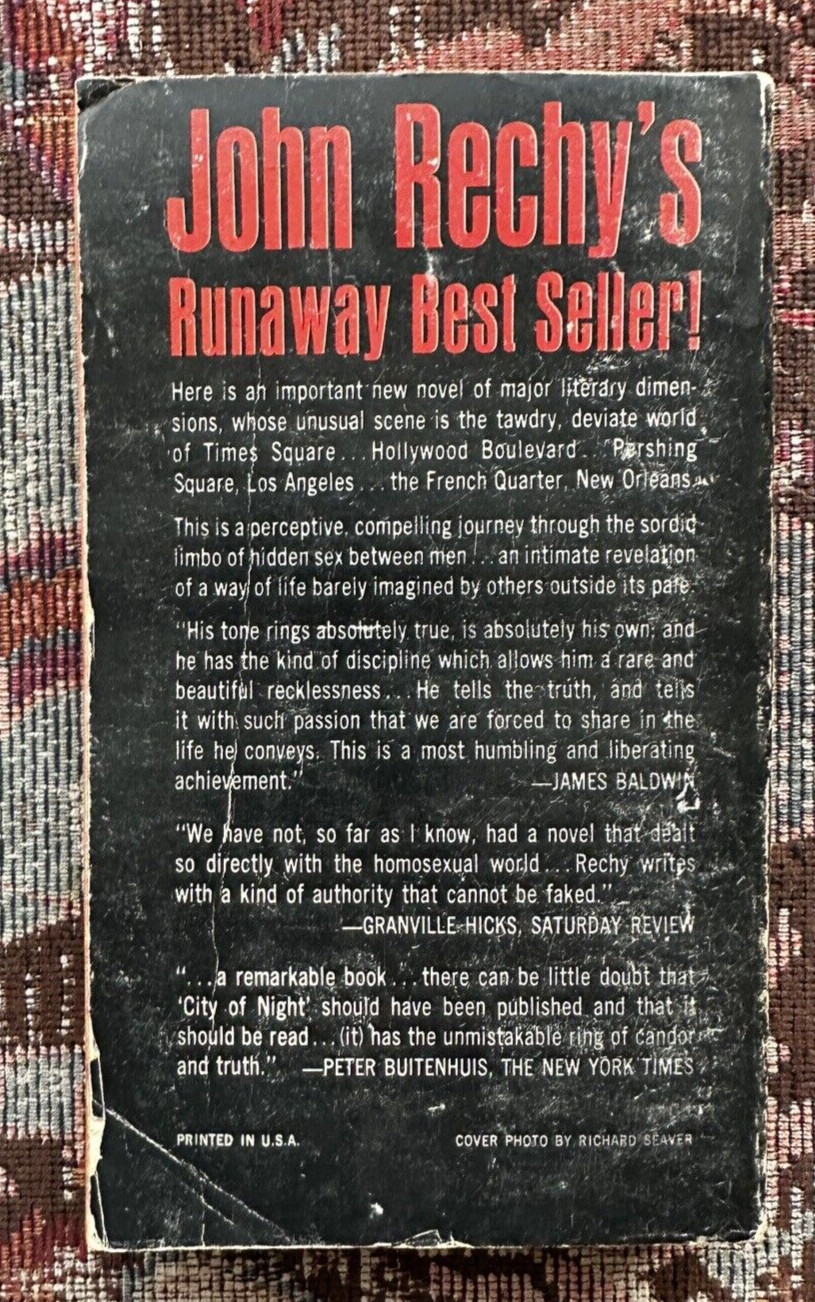 John Rechy's
Runaway Best Seller!
Here is an important new novel of major literary dimen-
sions, whose unusual scene is the tawdry, deviate world
of Times Square...Hollywood Boulevard...Pershing
Square, Los Angeles...the French Quarter, New Orleans.
This is a perceptive, compelling journey through the sordid
limbo of hidden sex between men...an intimate revelation
of a way of life barely imagined by others outside its pale.
"His tone rings absolutely true, is absolutely his own, and
he has the kind of discipline which allows him a rare and
beautiful recklessness...He tells the truth, and tells
it with such passion that we are forced to share in the
life he conveys. This is a most humbling and liberating
achievement." —JAMES BALDWIN
"We have not, so far as I know, had a novel that dealt
so directly with the homosexual world...Rechy writes
with a kind of authority that cannot be faked."
—GRANVILLE HICKS, SATURDAY REVIEW
"...a remarkable book...there can be little doubt that
'City of Night' should have been published and that it
should be read...(it) has the unmistakable ring of candor
and truth." —PETER BUITENHUIS, THE NEW YORK TIMES
PRINTED IN U.S.A. COVER PHOTO BY RICHARD SEAVER